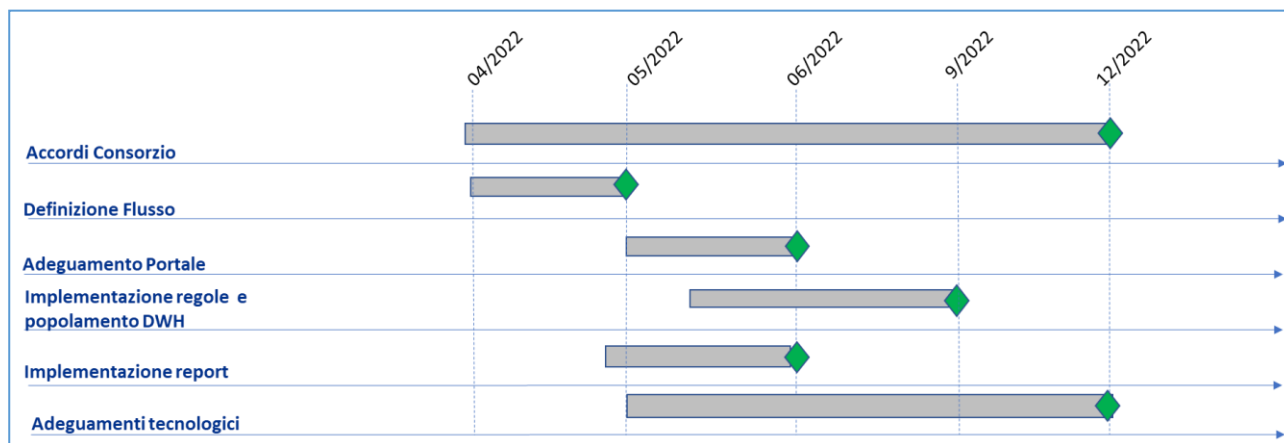 04/2022
05/2022
06/2022
9/2022
12/2022
Accordi Consorzio
Definizione Flusso
Adeguamento Portale
Implementazione regole e
popolamento DWH
Implementazione report
Adeguamenti tecnologici